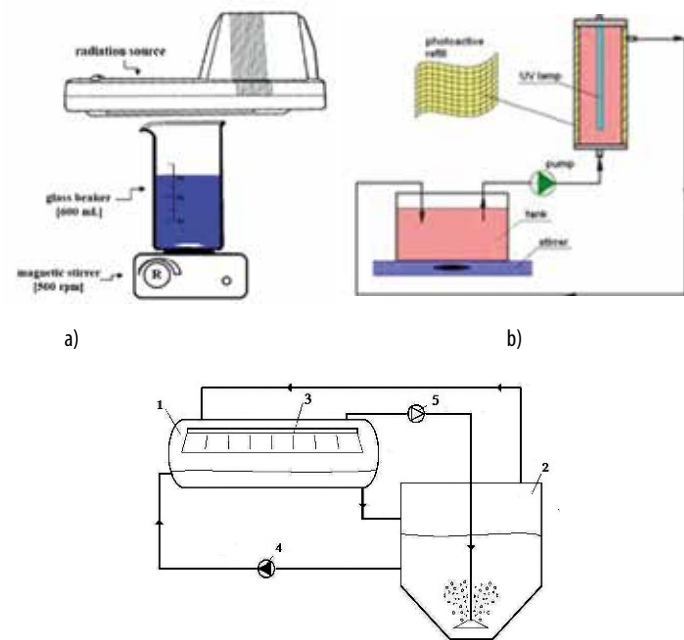 radiation source
glass beaker
[600 mL]
magnetic stirrer
[500 rpm]
R
photoactive
refill
UV lamp
pump
tank
stirrer
a)
b)
1
3
5
2
4